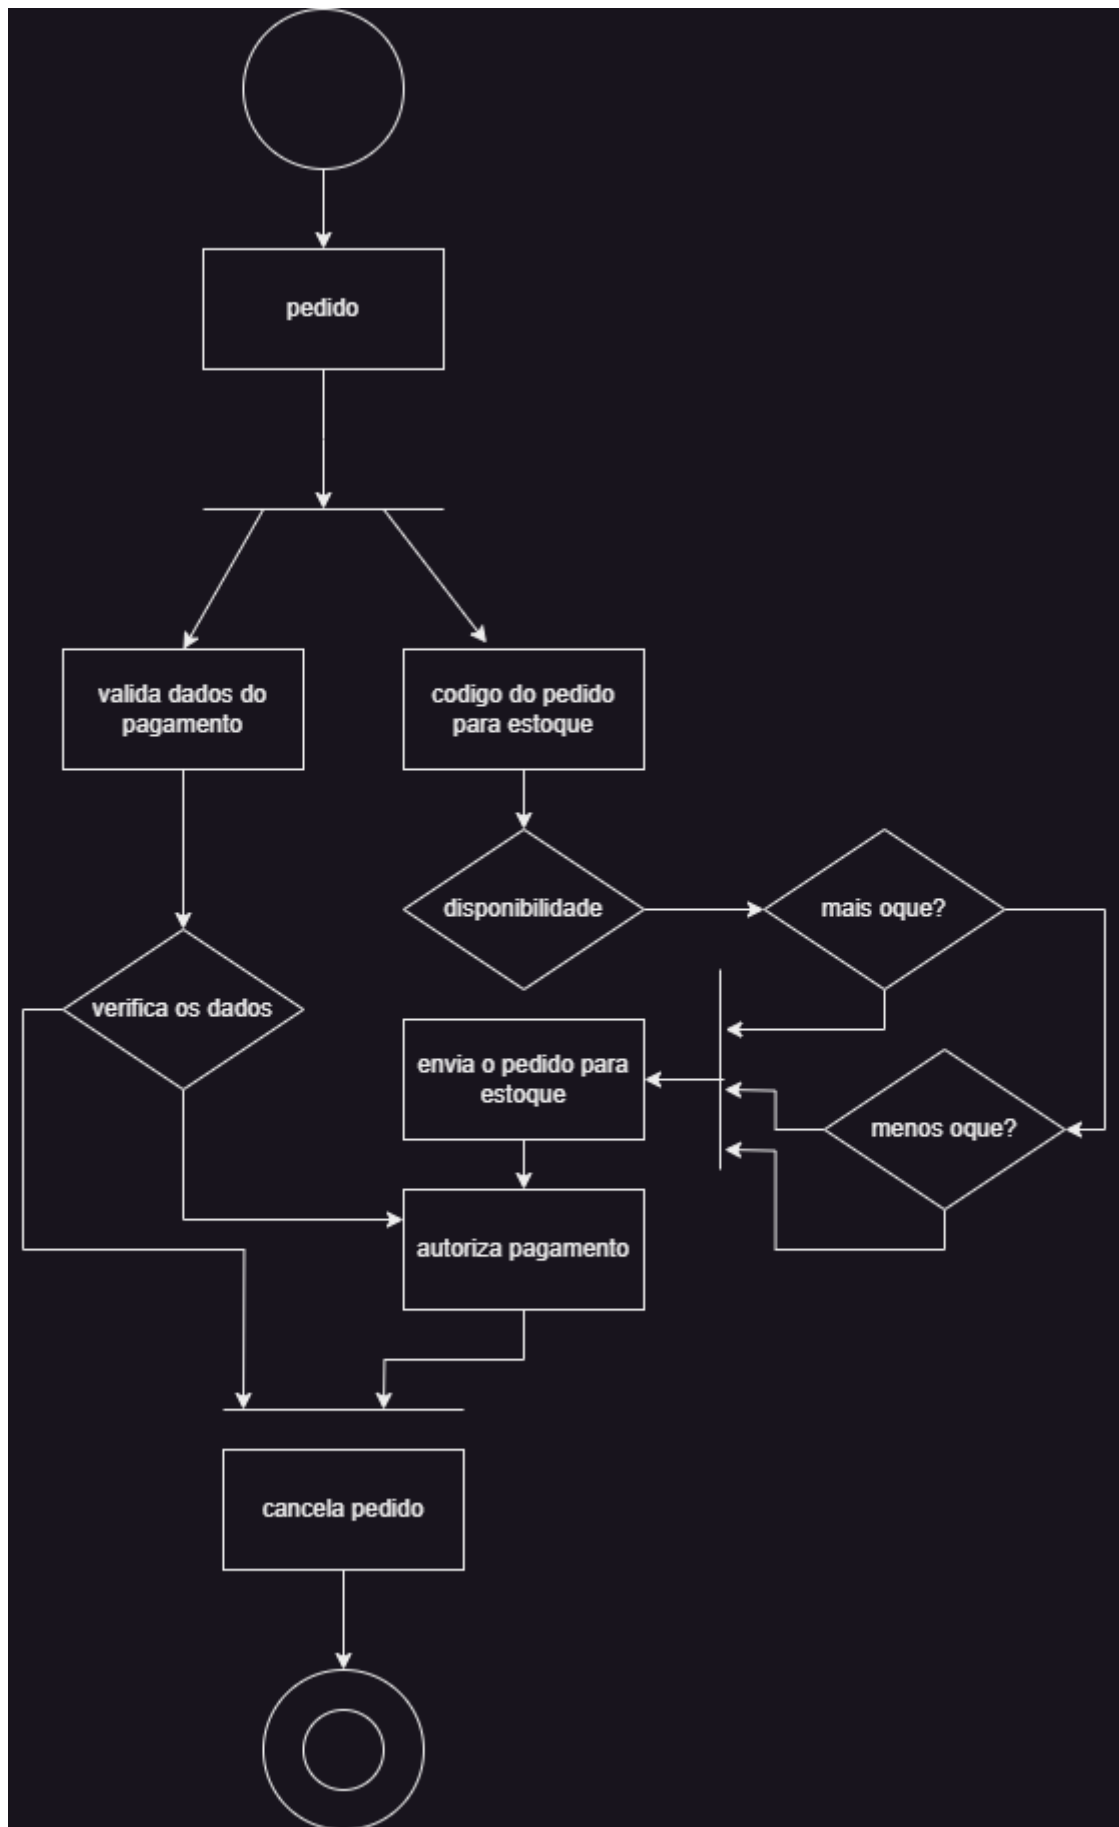 pedido
valida dados do
pagamento
codigo do pedido
para estoque
disponibilidade
mais oque?
verifica os dados
envia o pedido para
estoque
menos oque?
autoriza pagamento
cancela pedido